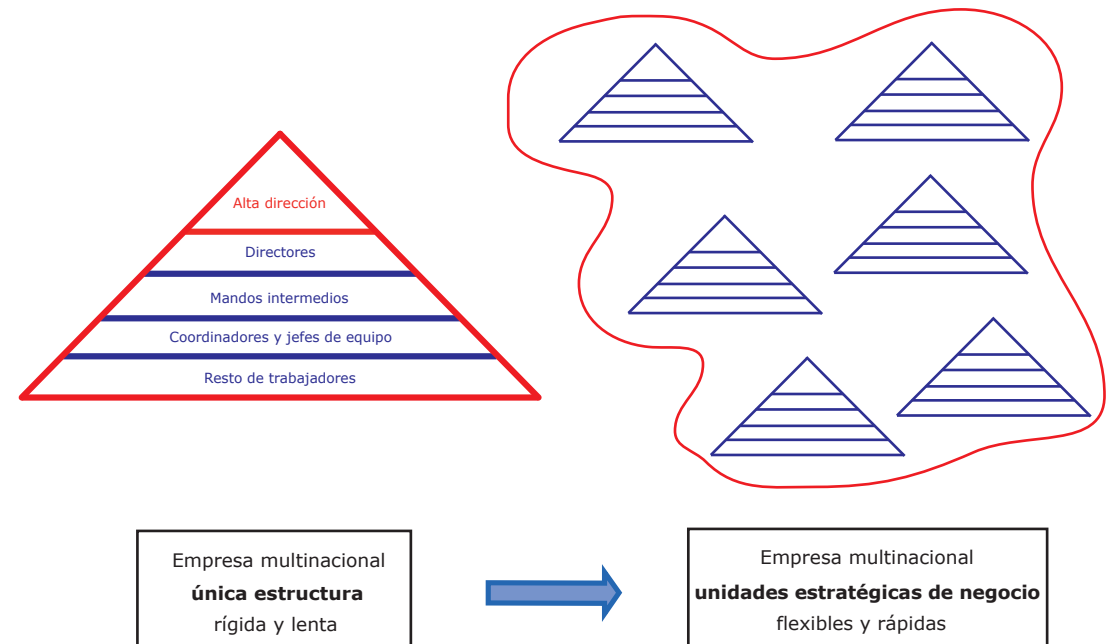 Alta dirección
Directores
Mandos intermedios
Coordinadores y jefes de equipo
Resto de trabajadores
Empresa multinacional
única estructura
rígida y lenta
Empresa multinacional
unidades estratégicas de negocio
flexibles y rápidas